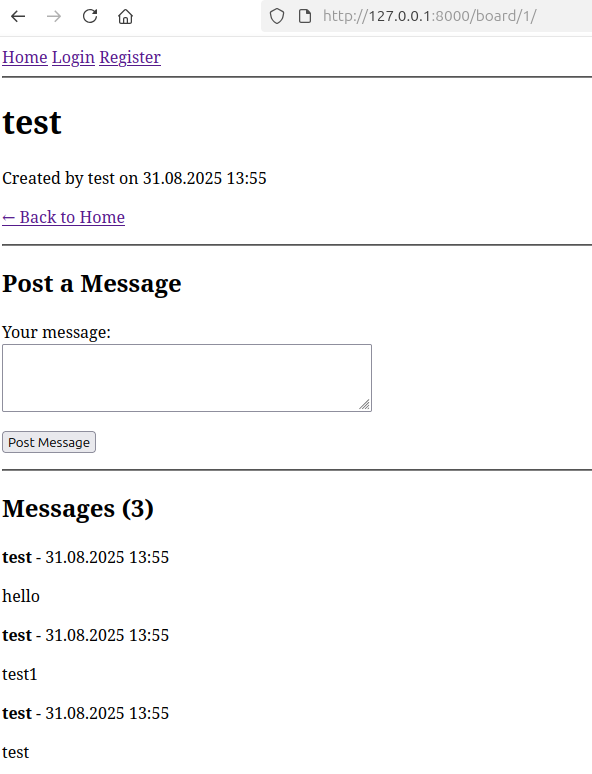 http://127.0.0.1:8000/board/1/
Home Login Register
test
Created by test on 31.08.2025 13:55
← Back to Home
Post a Message
Your message:
Post Message
Messages (3)
test - 31.08.2025 13:55
hello
test - 31.08.2025 13:55
test1
test - 31.08.2025 13:55
test